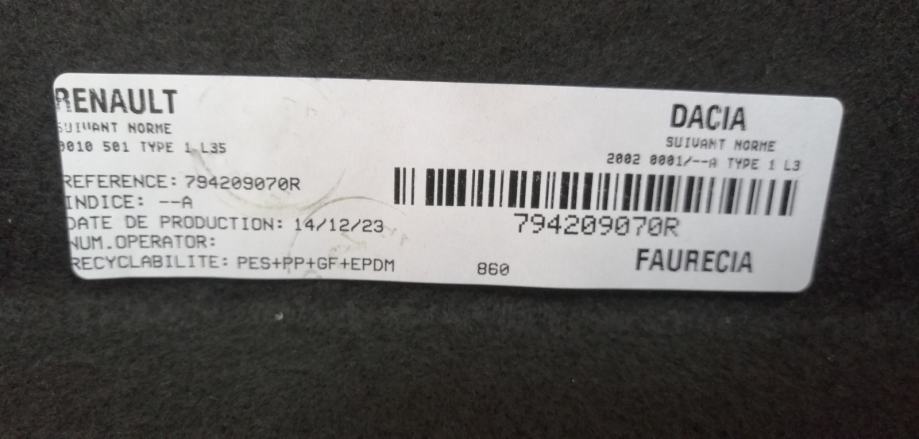 RENAULT
SUIVANT NORME
0010 501 TYPE 1 L35
REFERENCE: 794209070R
INDICE: --A
DATE DE PRODUCTION: 14/12/23
NUM.OPERATOR:
RECYCLABILITE: PES+PP+GF+EPDM
860
DACIA
SUIVANT NORME
2002 0001/--A TYPE 1 L3
794209070R
FAURECIA